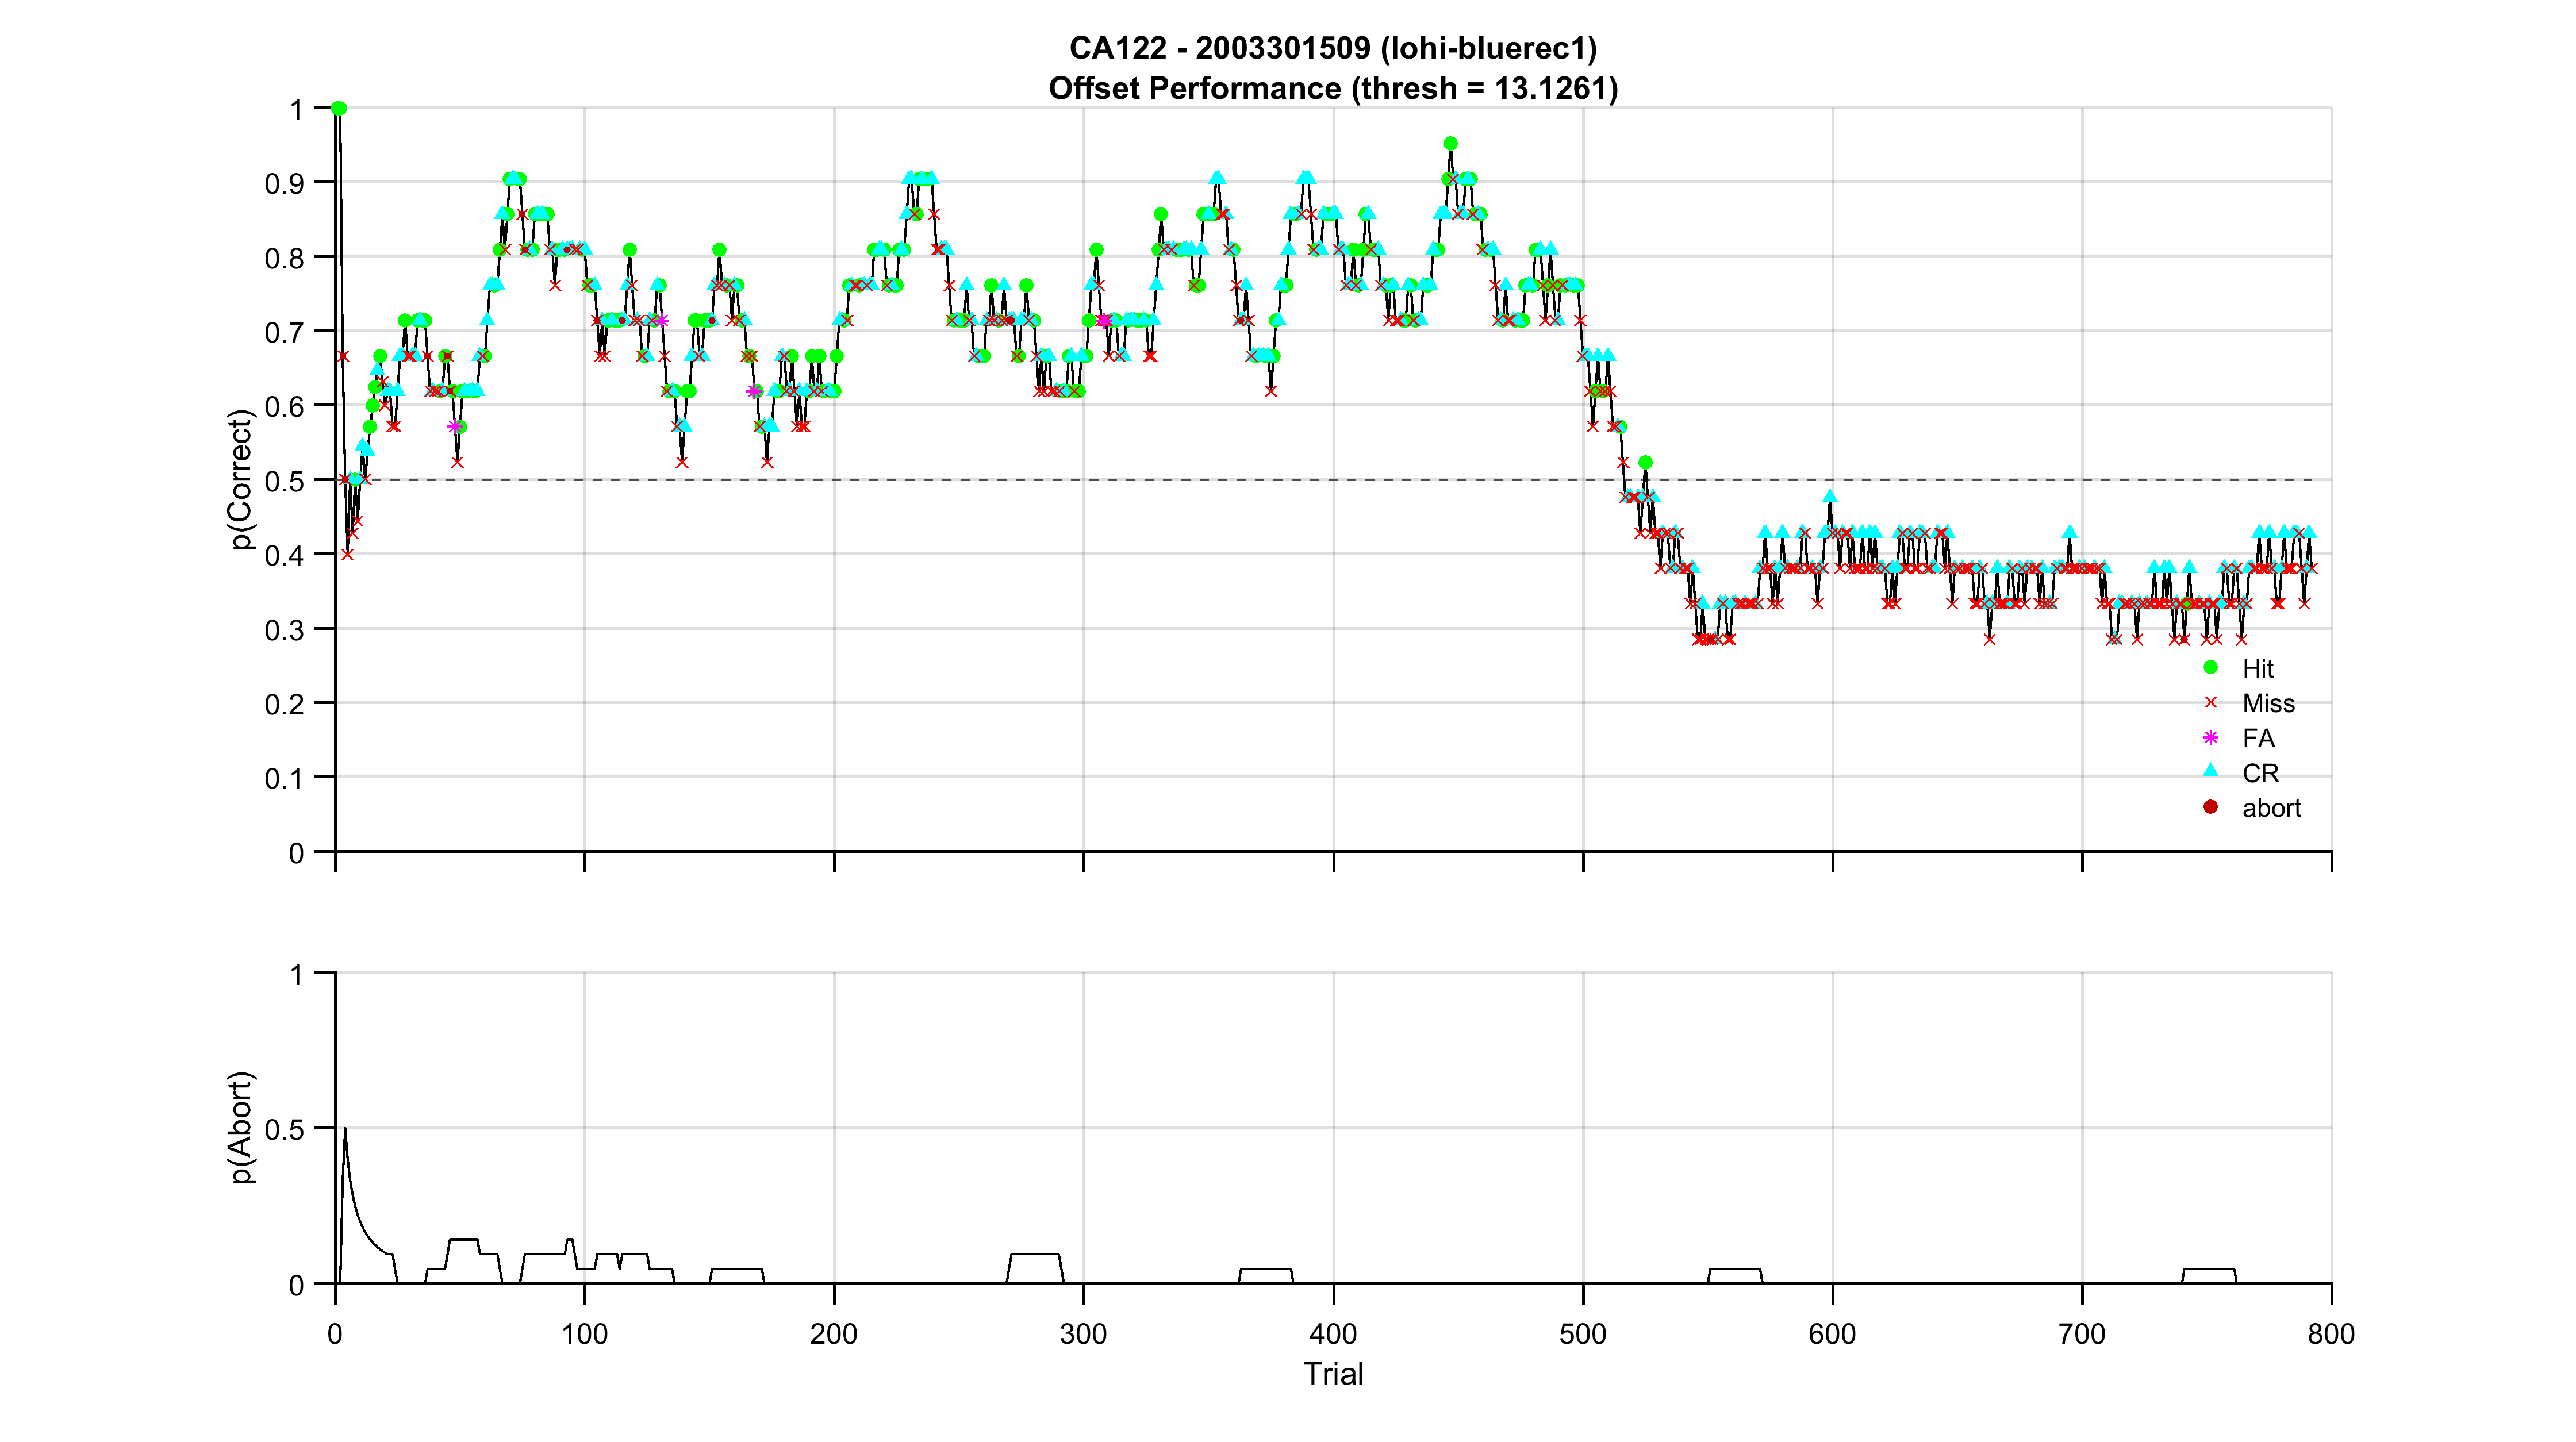 CA122 - 2003301509 (lohi-bluerec1)
Offset Performance (thresh = 13.1261)
1
0.9
0.8
0.7
0.6
0.5
0.4
0.3
0.2
0.1
0
p(Correct)
Hit
Miss
FA
CR
abort
1
0.5
0
p(Abort)
0 100 200 300 400 500 600 700 800
Trial